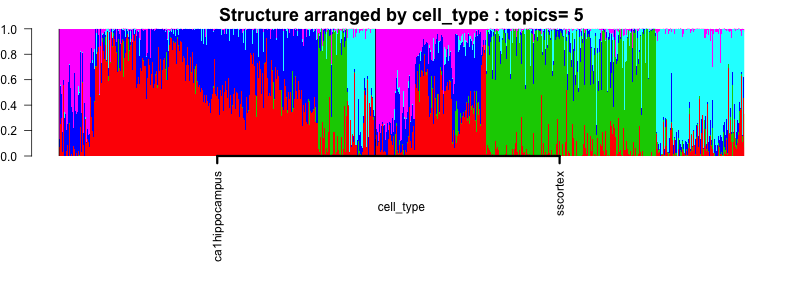 Structure arranged by cell_type : topics= 5
1.0
0.8
0.6
0.4
0.2
0.0
ca1hippocampus
sscortex
cell_type